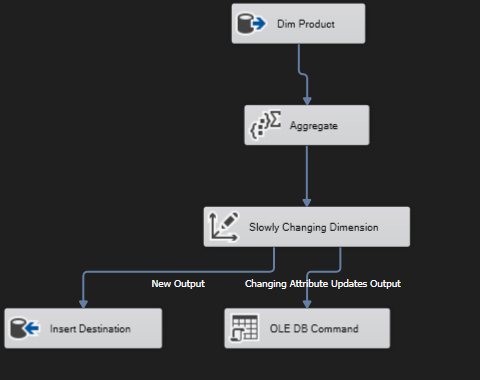 Dim Product
Aggregate
Slowly Changing Dimension
New Output
Changing Attribute Updates Output
Insert Destination
OLE DB Command